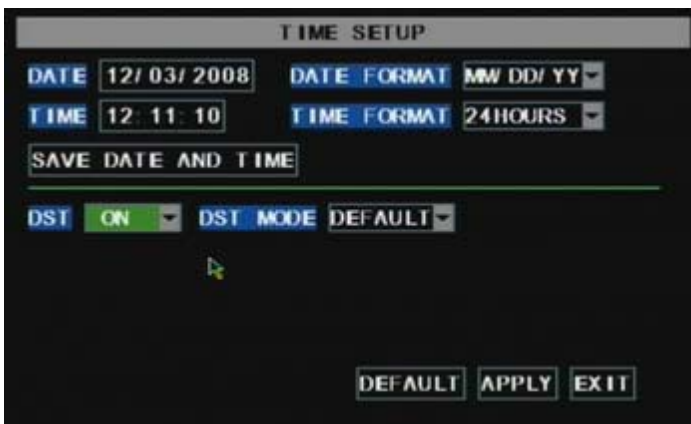 TIME SETUP
DATE 12/03/2008 DATE FORMAT MM/DD/YY
TIME 12:11:10 TIME FORMAT 24HOURS
SAVE DATE AND TIME
DST ON DST MODE DEFAULT
DEFAULT APPLY EXIT